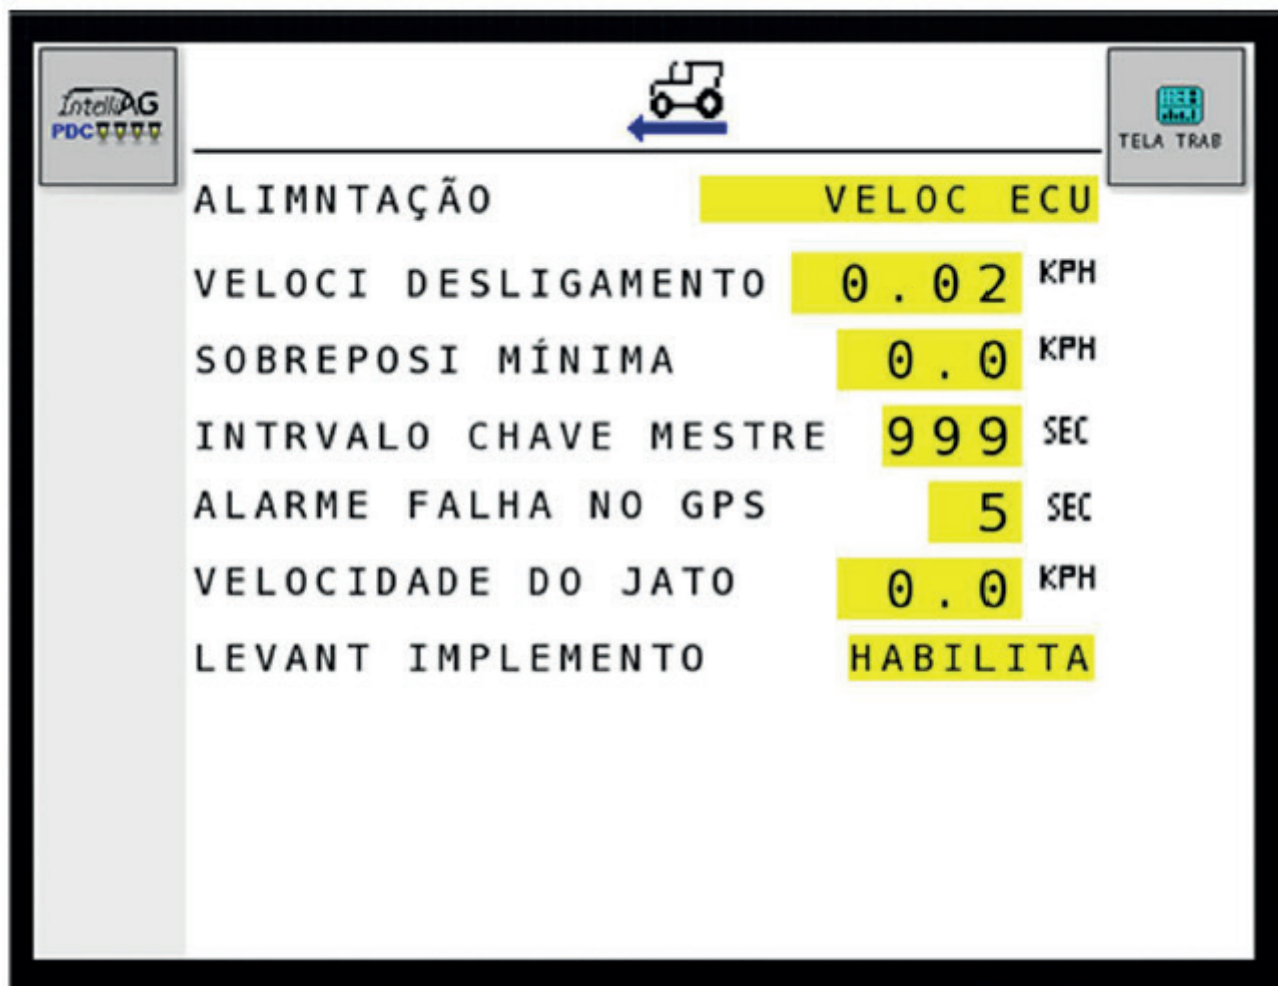 IntelliAG
PDC
TELA TRAB
ALIMNTAÇÃO VELOC ECU
VELOCI DESLIGAMENTO 0.02 KPH
SOBREPOSI MÍNIMA 0.0 KPH
INTRVALO CHAVE MESTRE 999 SEC
ALARME FALHA NO GPS 5 SEC
VELOCIDADE DO JATO 0.0 KPH
LEVANT IMPLEMENTO HABILITA